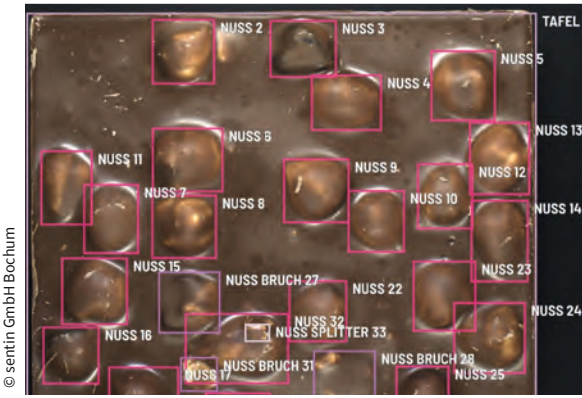 TAFEL
NUSS 2
NUSS 3
NUSS 4
NUSS 5
NUSS 6
NUSS 13
NUSS 11
NUSS 9
NUSS 12
NUSS 7
NUSS 8
NUSS 10
NUSS 14
NUSS 15
NUSS BRUCH 27
NUSS 22
NUSS 23
NUSS 24
NUSS 16
NUSS 32
NUSS SPLITTER 33
NUSS BRUCH 31
NUSS BRUCH 28
NUSS 17
NUSS 25
© sentin GmbH Bochum